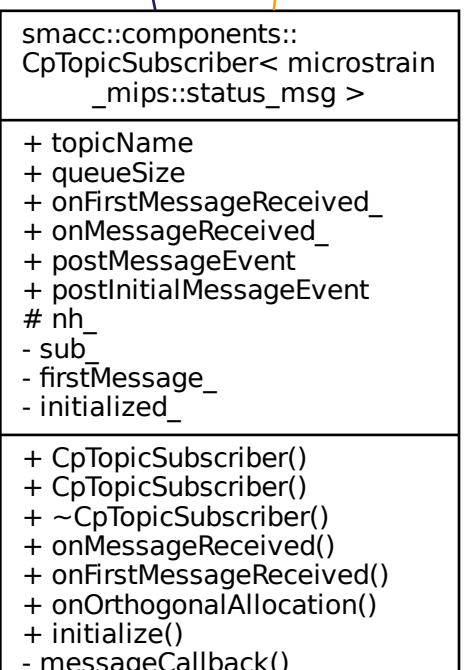 smacc::components::
CpTopicSubscriber< microstrain
_mips::status_msg >
+ topicName
+ queueSize
+ onFirstMessageReceived_
+ onMessageReceived_
+ postMessageEvent
+ postInitialMessageEvent
# nh_
- sub_
- firstMessage_
- initialized_
+ CpTopicSubscriber()
+ CpTopicSubscriber()
+ ~CpTopicSubscriber()
+ onMessageReceived()
+ onFirstMessageReceived()
+ onOrthogonalAllocation()
+ initialize()
- messageCallback()